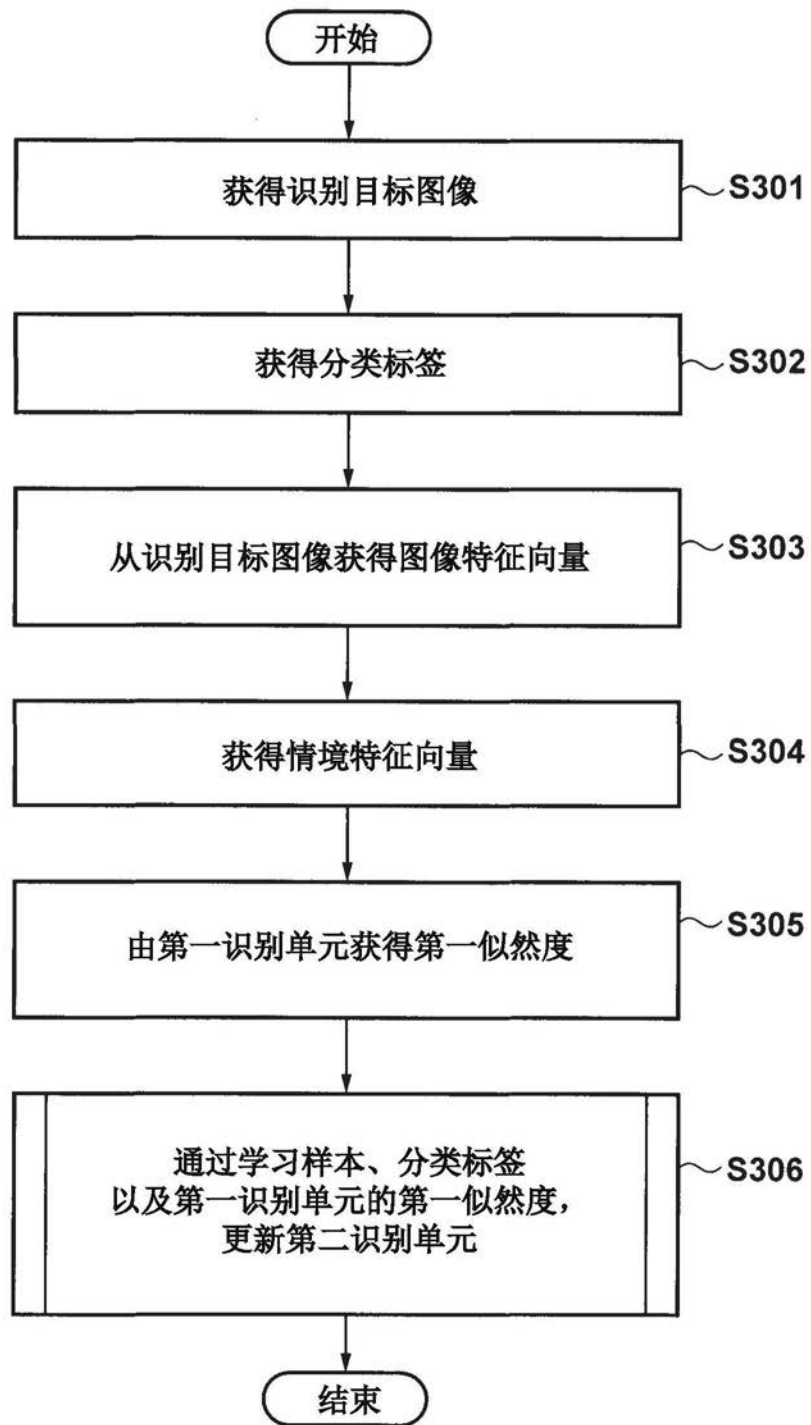 开始
获得识别目标图像
S301
获得分类标签
S302
从识别目标图像获得图像特征向量
S303
获得情境特征向量
S304
由第一识别单元获得第一似然度
S305
通过学习样本、分类标签
以及第一识别单元的第一似然度，
更新第二识别单元
S306
结束